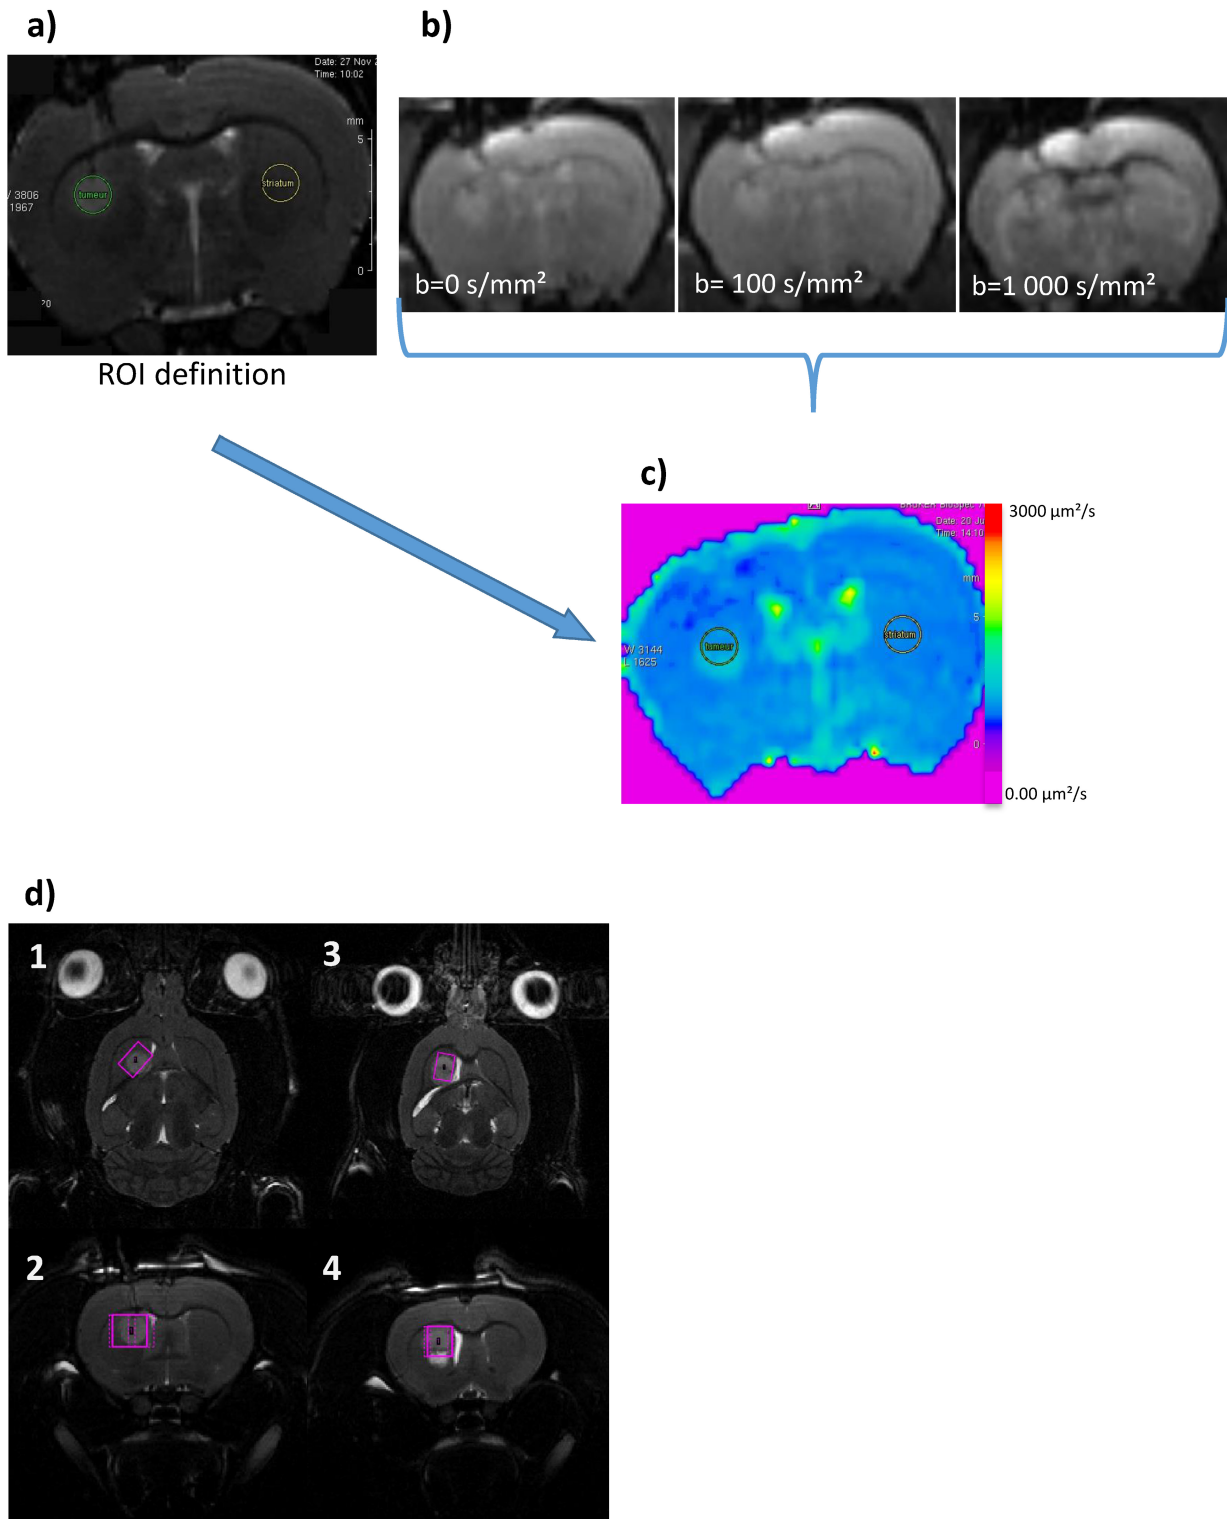 a)
Date: 27 Nov 2
Time: 10:02
mm
5
tumeur
striatum
/ 3806
1967
0
20
ROI definition
b)
b=0 s/mm²
b= 100 s/mm²
b=1 000 s/mm²
c)
3000 µm²/s
Date: 20 Ju
Time: 14:10
mm
5
tumeur
striatum
W 3144
L 1625
0
0.00 µm²/s
d)
1
3
2
4